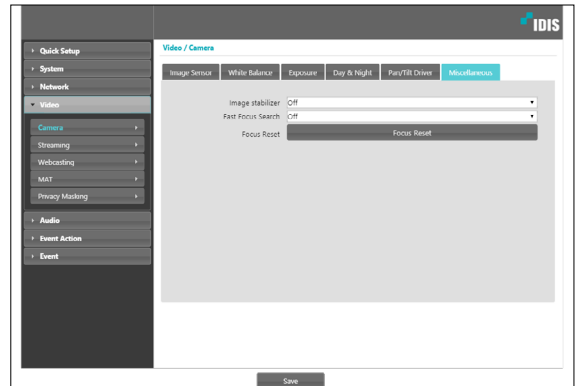 IDIS
Quick Setup
System
Network
Video
Camera
Streaming
Webcasting
MAT
Privacy Masking
Audio
Event Action
Event
Video / Camera
Image Sensor White Balance Exposure Day & Night Pan/Tilt Driver Miscellaneous
Image stabilizer Off
Fast Focus Search Off
Focus Reset Focus Reset
Save